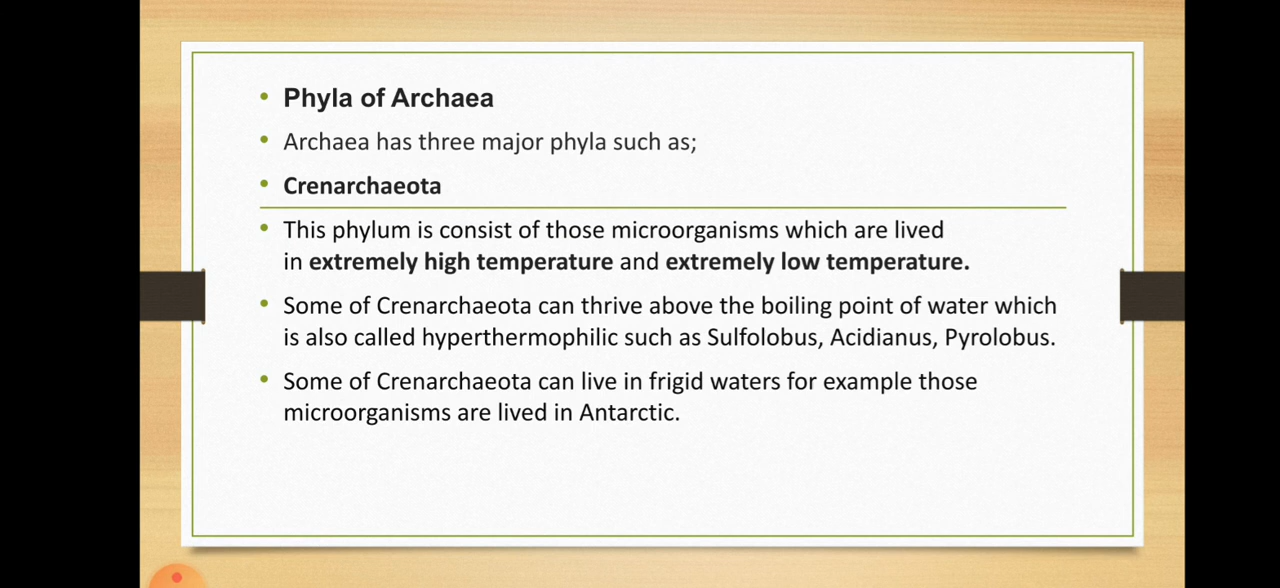 Phyla of Archaea
Archaea has three major phyla such as;
Crenarchaeota
This phylum is consist of those microorganisms which are lived
in extremely high temperature and extremely low temperature.
Some of Crenarchaeota can thrive above the boiling point of water which
is also called hyperthermophilic such as Sulfolobus, Acidianus, Pyrolobus.
Some of Crenarchaeota can live in frigid waters for example those
microorganisms are lived in Antarctic.